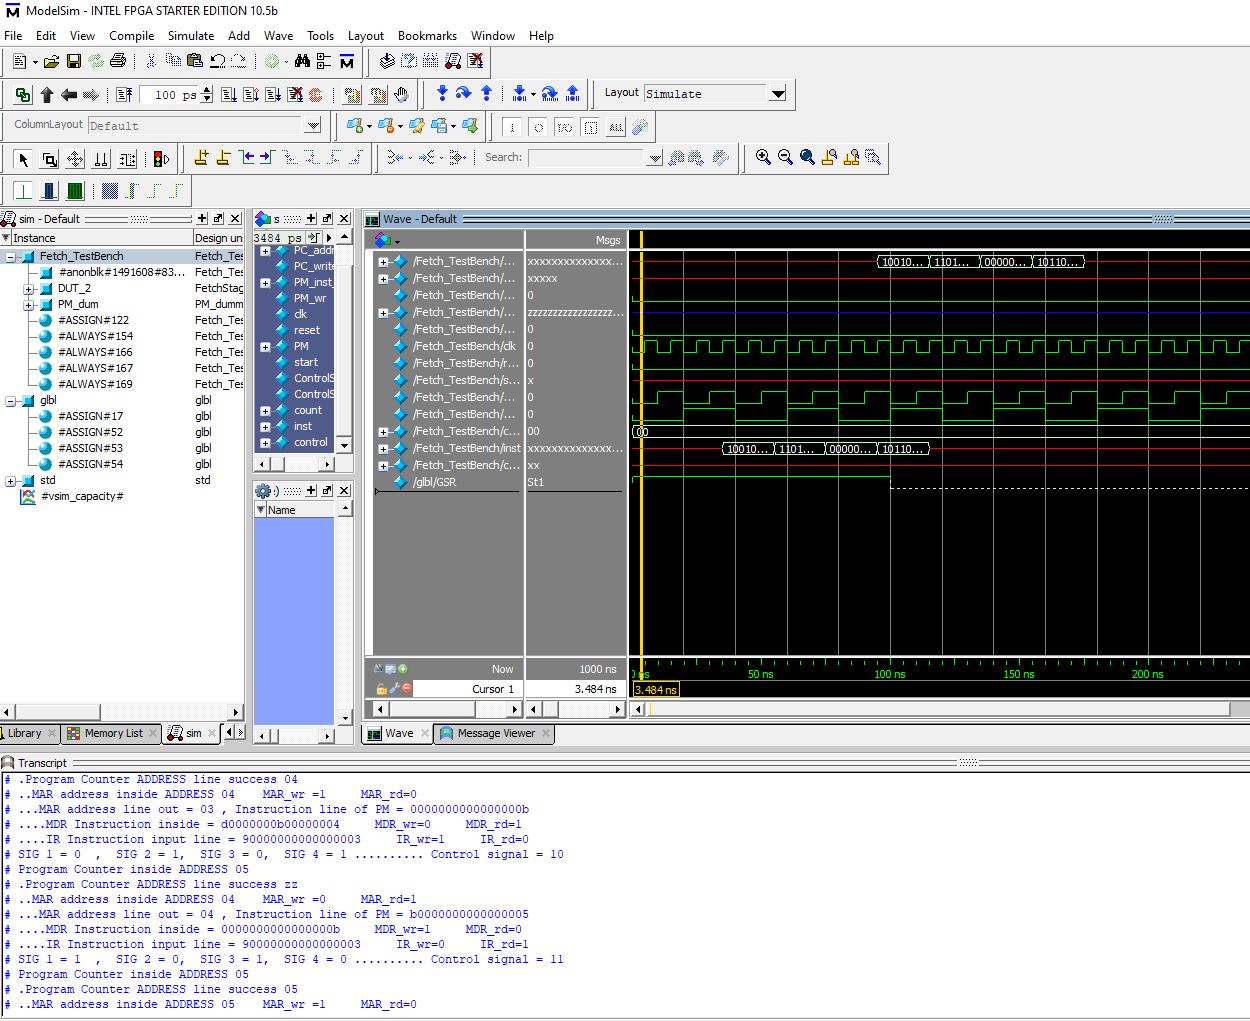 ModelSim - INTEL FPGA STARTER EDITION 10.5b
File Edit View Compile Simulate Add Wave Tools Layout Bookmarks Window Help
100 ps
Layout Simulate
ColumnLayout Default
Search:
sim - Default
Instance Design un
Fetch_TestBench Fetch_Tes
#anonblk#1491608#83... Fetch_Tes
DUT_2 FetchStag
PM_dum PM_dumm
#ASSIGN#122 Fetch_Tes
#ALWAYS#154 Fetch_Tes
#ALWAYS#166 Fetch_Tes
#ALWAYS#167 Fetch_Tes
#ALWAYS#169 Fetch_Tes
glbl glbl
#ASSIGN#17 glbl
#ASSIGN#52 glbl
#ASSIGN#53 glbl
#ASSIGN#54 glbl
std std
#vsim_capacity#
Library Memory List sim
s
3484 ps
PC_addr
PC_write
PM_inst_
PM_wr
clk
reset
PM
start
ControlS
ControlS
count
inst
control
Name
Wave - Default
Msgs
/Fetch_TestBench/... xxxxxxxxxxxxxx... 10010... 1101... 00000... 10110...
/Fetch_TestBench/... xxxxx
/Fetch_TestBench/... 0
/Fetch_TestBench/... zzzzzzzzzzzzzzzzz...
/Fetch_TestBench/... 0
/Fetch_TestBench/clk 0
/Fetch_TestBench/r... 0
/Fetch_TestBench/s... x
/Fetch_TestBench/... 0
/Fetch_TestBench/... 0
/Fetch_TestBench/c... 00 00
/Fetch_TestBench/inst xxxxxxxxxxxxxx... 10010... 1101... 00000... 10110...
/Fetch_TestBench/c... xx
/glbl/GSR St1
Now 1000 ns ns 50 ns 100 ns 150 ns 200 ns
Cursor 1 3.484 ns 3.484 ns
Wave Message Viewer
Transcript
# .Program Counter ADDRESS line success 04
# ..MAR address inside ADDRESS 04 MAR_wr =1 MAR_rd=0
# ...MAR address line out = 03 , Instruction line of PM = 0000000000000000b
# ....MDR Instruction inside = d0000000b00000004 MDR_wr=0 MDR_rd=1
# ....IR Instruction input line = 90000000000000003 IR_wr=1 IR_rd=0
# SIG 1 = 0 , SIG 2 = 1, SIG 3 = 0, SIG 4 = 1 .......... Control signal = 10
# Program Counter inside ADDRESS 05
# .Program Counter ADDRESS line success zz
# ..MAR address inside ADDRESS 04 MAR_wr =0 MAR_rd=1
# ...MAR address line out = 04 , Instruction line of PM = b0000000000000005
# ....MDR Instruction inside = 0000000000000000b MDR_wr=1 MDR_rd=0
# ....IR Instruction input line = 90000000000000003 IR_wr=0 IR_rd=1
# SIG 1 = 1 , SIG 2 = 0, SIG 3 = 1, SIG 4 = 0 .......... Control signal = 11
# Program Counter inside ADDRESS 05
# .Program Counter ADDRESS line success 05
# ..MAR address inside ADDRESS 05 MAR_wr =1 MAR_rd=0